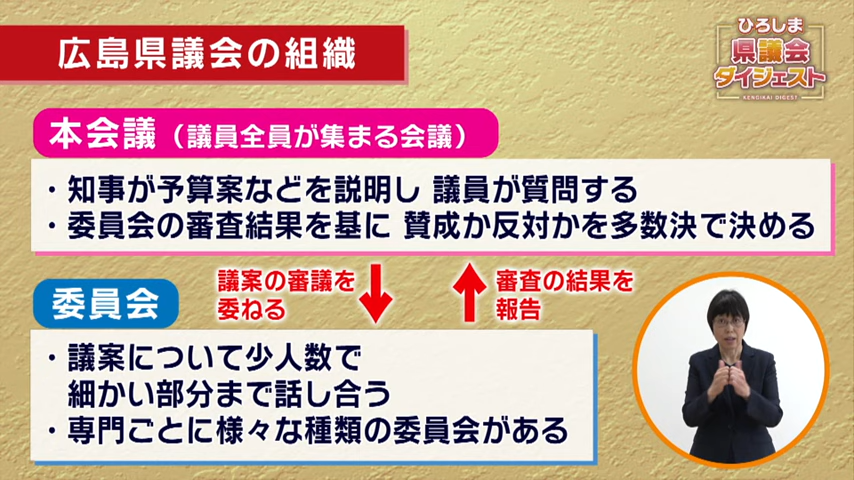 広島県議会の組織
ひろしま
県議会
ダイジェスト
KENGIKAI DIGEST
本会議（議員全員が集まる会議）
・知事が予算案などを説明し 議員が質問する
・委員会の審査結果を基に 賛成か反対かを多数決で決める
議案の審議を
委ねる
審査の結果を
報告
委員会
・議案について少人数で
細かい部分まで話し合う
・専門ごとに様々な種類の委員会がある